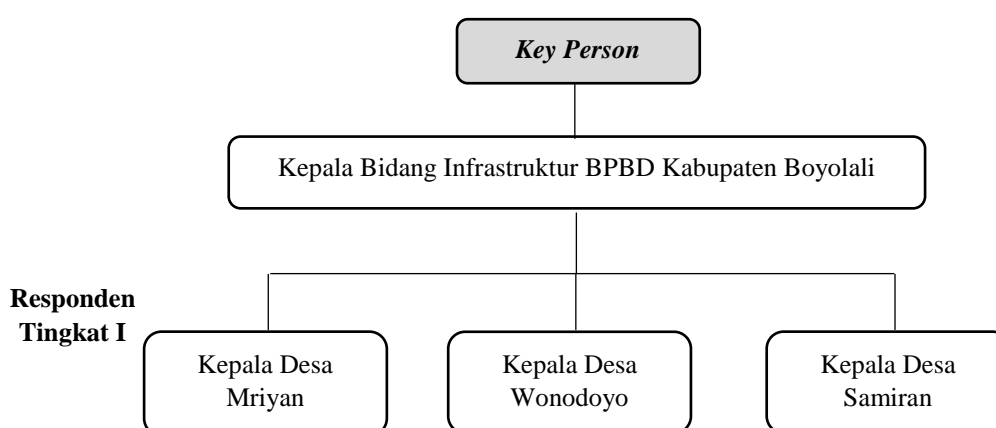 Key Person
Kepala Bidang Infrastruktur BPBD Kabupaten Boyolali
Responden
Tingkat I
Kepala Desa
Mriyan
Kepala Desa
Wonodoyo
Kepala Desa
Samiran